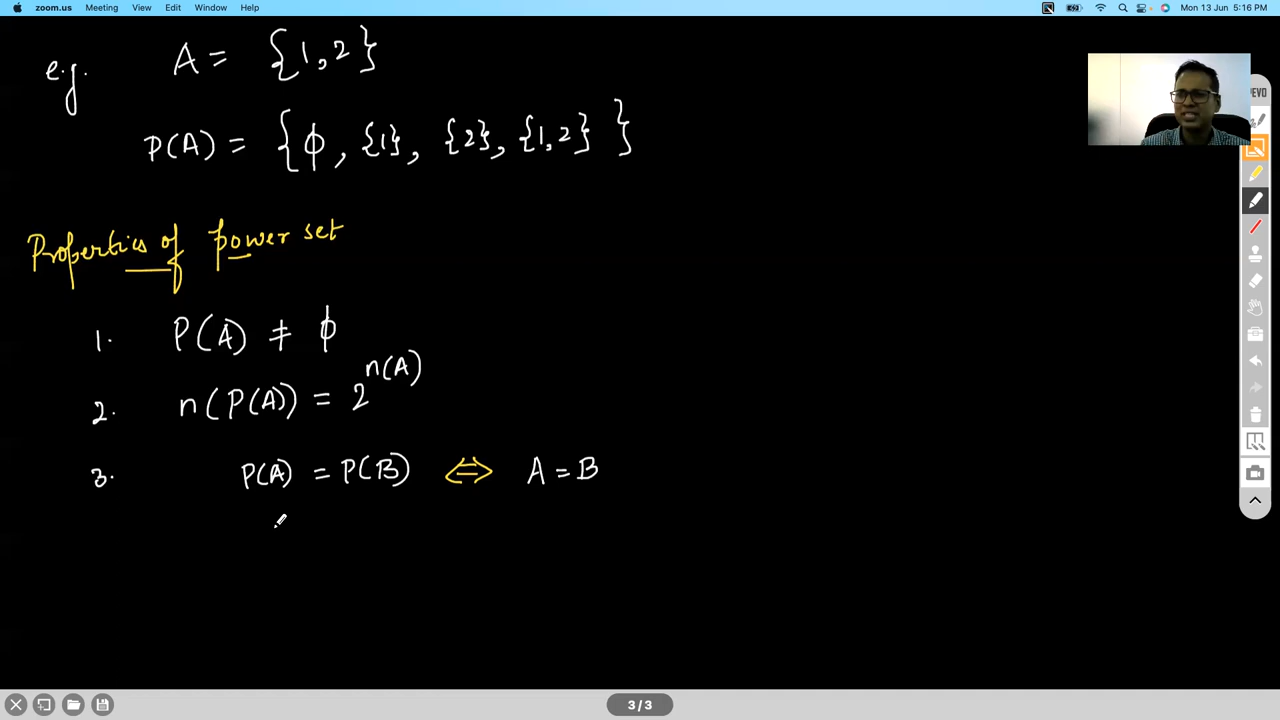 zoom.us Meeting View Edit Window Help Mon 13 Jun 5:16 PM
e.g. A = {1,2}
P(A) = {ϕ, {1}, {2}, {1,2} }
Properties of power set
1. P(A) ≠ ϕ
2. n(P(A)) = 2^n(A)
3. P(A) = P(B) ⇔ A = B
3 / 3